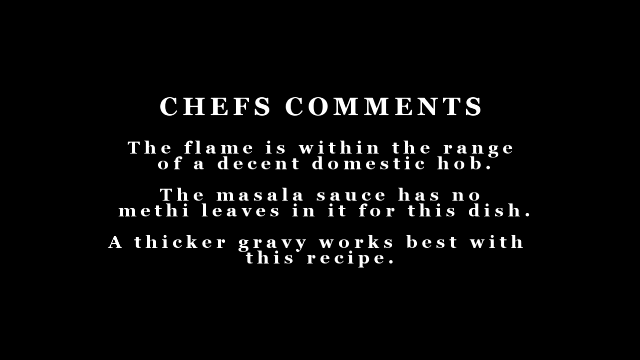 CHEFS COMMENTS
The flame is within the range
of a decent domestic hob.
The masala sauce has no
methi leaves in it for this dish.
A thicker gravy works best with
this recipe.